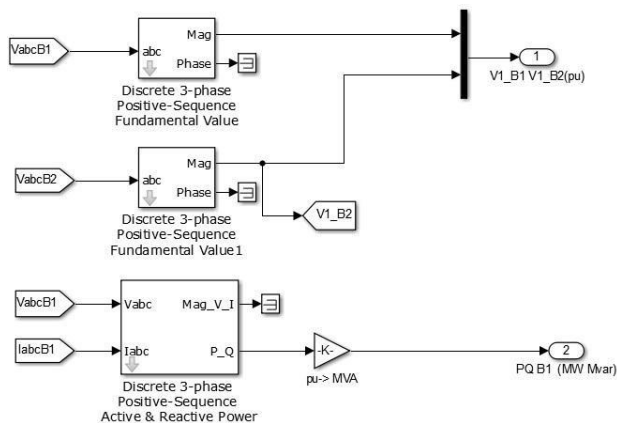 VabcB1
abc
Mag
Phase
Discrete 3-phase
Positive-Sequence
Fundamental Value
1
V1_B1 V1_B2(pu)
VabcB2
abc
Mag
Phase
Discrete 3-phase
Positive-Sequence
Fundamental Value1
V1_B2
VabcB1
Vabc
Mag_V_I
IabcB1
Iabc
P_Q
-K-
pu-> MVA
2
PQ B1 (MW Mvar)
Discrete 3-phase
Positive-Sequence
Active & Reactive Power